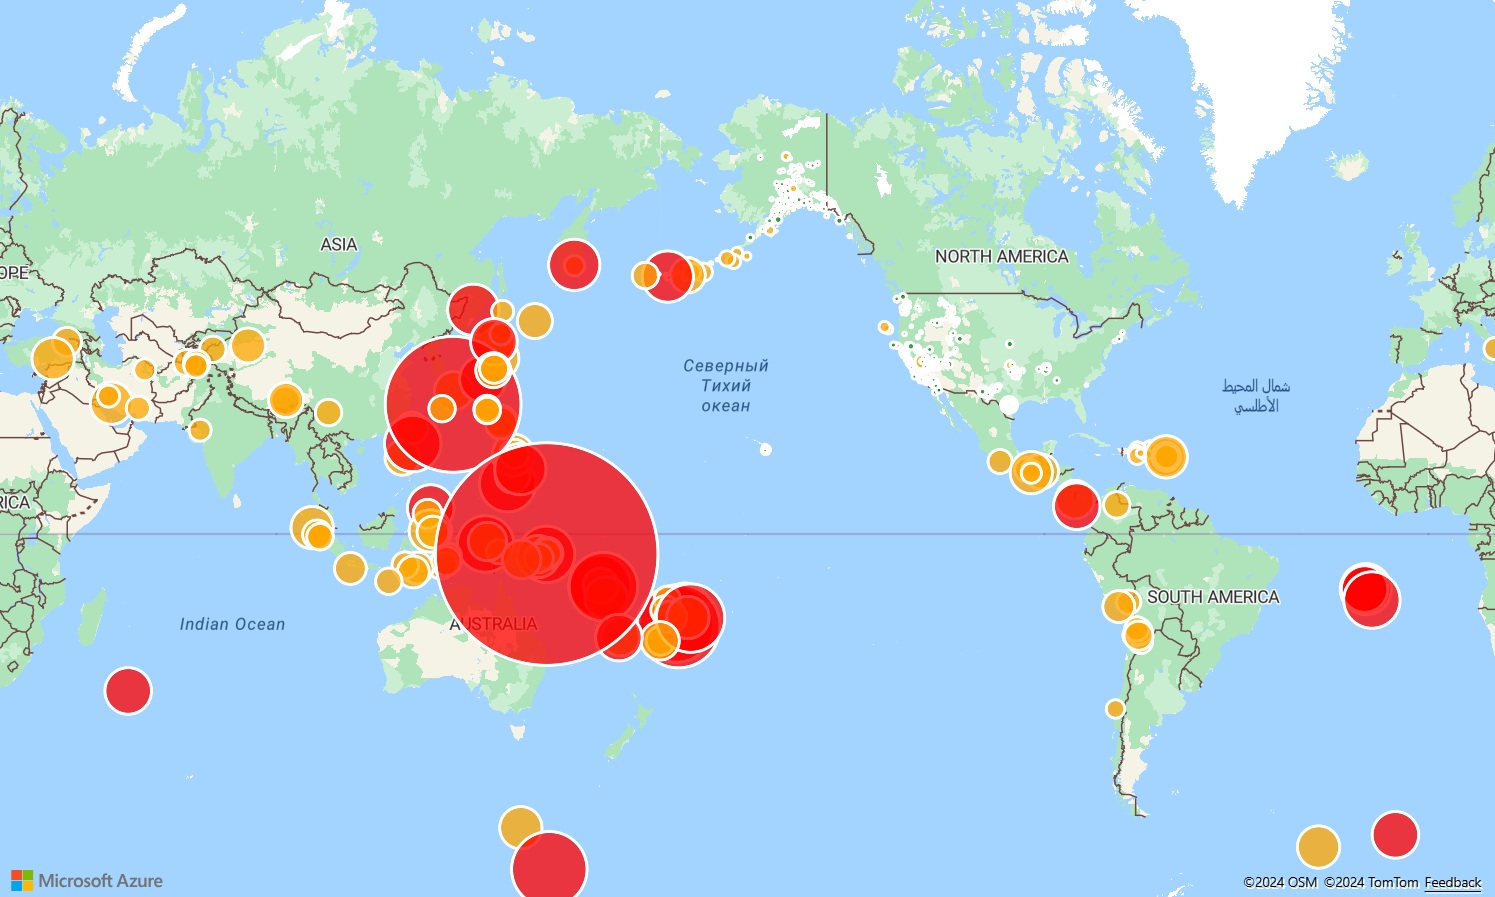 ASIA
NORTH AMERICA
OPE
Северный
Тихий
океан
شمال المحيط
الأطلسي
RICA
SOUTH AMERICA
Indian Ocean
AUSTRALIA
Microsoft Azure
©2024 OSM ©2024 TomTom Feedback